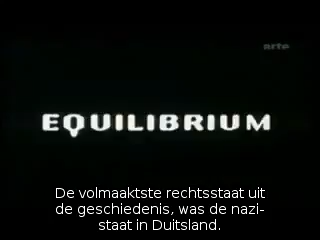 arte
EQUILIBRIUM
De volmaaktste rechtsstaat uit
de geschiedenis, was de nazi-
staat in Duitsland.